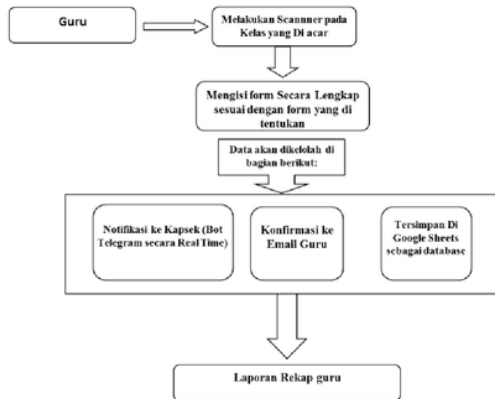 Guru
Melakukan Scannner pada
Kelas yang Di acar
Mengisi form Secara Lengkap
sesuai dengan form yang di
tentukan
Data akan dikelolah di
bagian berikut:
Notifikasi ke Kapsek (Bot
Telegram secara Real Time)
Konfirmasi ke
Email Guru
Tersimpan Di
Google Sheets
sebagai database
Laporan Rekap guru